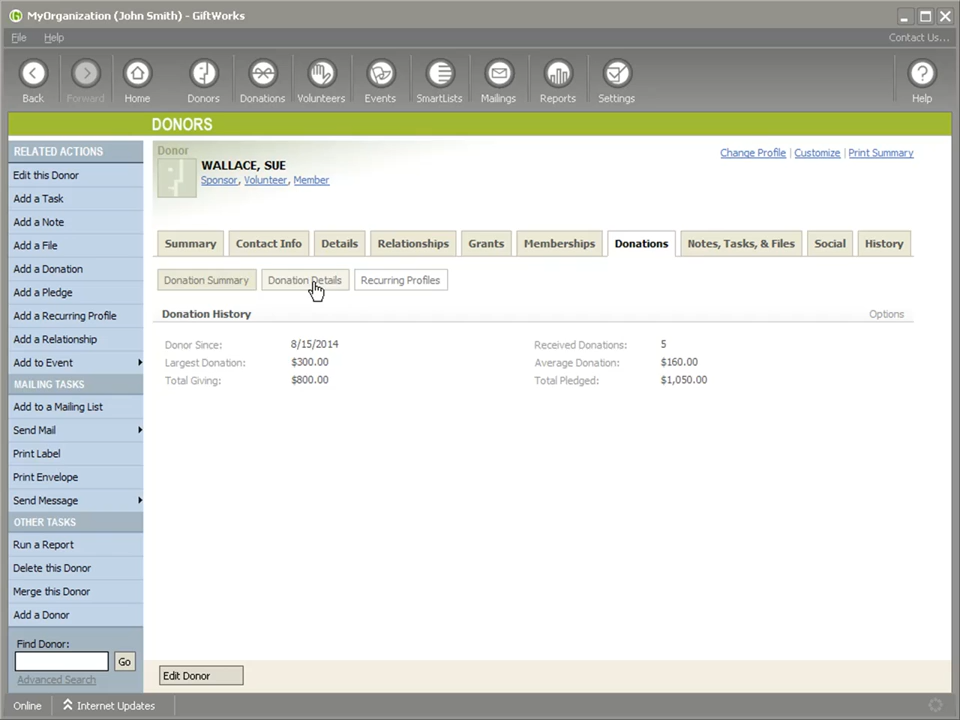 MyOrganization (John Smith) - GiftWorks
File Help Contact Us...
Back Forward Home Donors Donations Volunteers Events SmartLists Mailings Reports Settings Help
DONORS
RELATED ACTIONS
Edit this Donor
Add a Task
Add a Note
Add a File
Add a Donation
Add a Pledge
Add a Recurring Profile
Add a Relationship
Add to Event
MAILING TASKS
Add to a Mailing List
Send Mail
Print Label
Print Envelope
Send Message
OTHER TASKS
Run a Report
Delete this Donor
Merge this Donor
Add a Donor
Find Donor:
Go
Advanced Search
Donor
WALLACE, SUE
Sponsor, Volunteer, Member
Change Profile | Customize | Print Summary
Summary Contact Info Details Relationships Grants Memberships Donations Notes, Tasks, & Files Social History
Donation Summary Donation Details Recurring Profiles
Donation History Options
Donor Since: 8/15/2014 Received Donations: 5
Largest Donation: $300.00 Average Donation: $160.00
Total Giving: $800.00 Total Pledged: $1,050.00
Edit Donor
Online Internet Updates